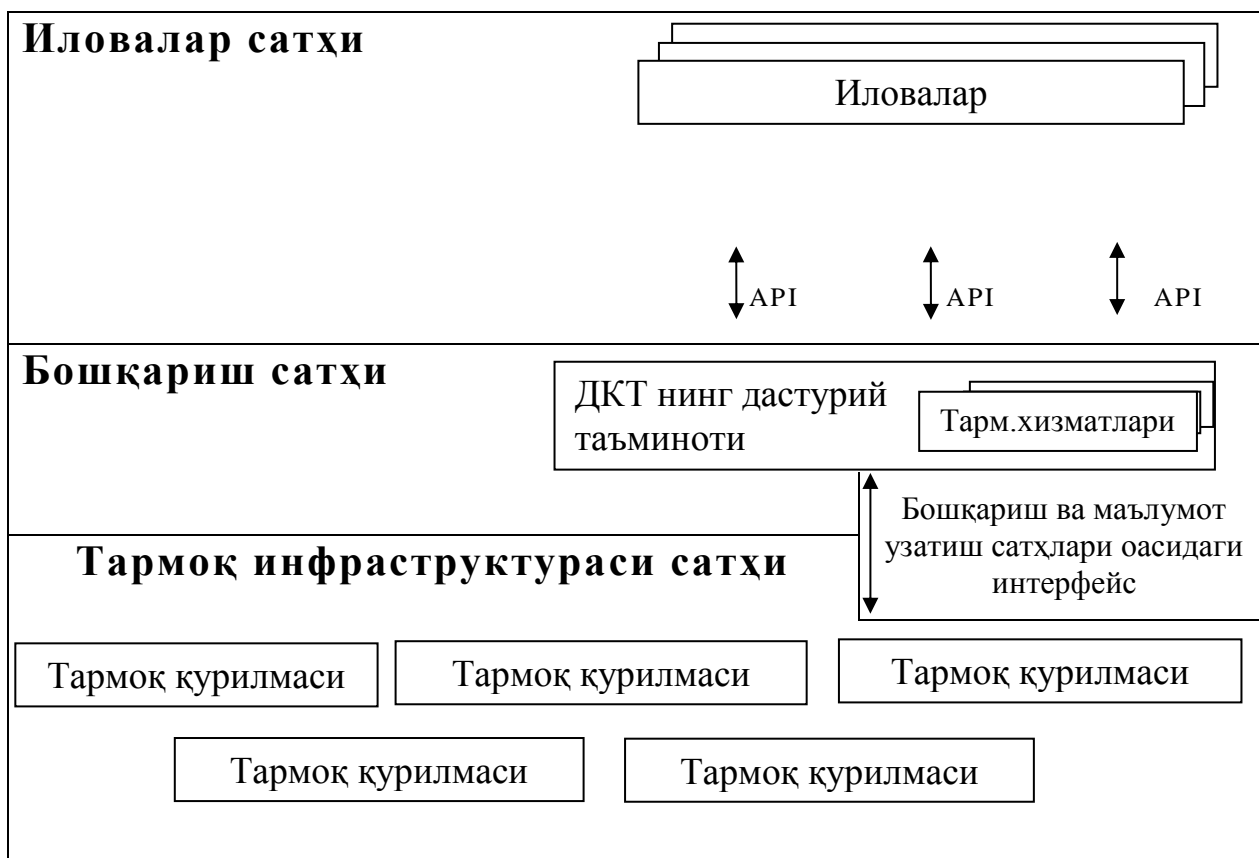 Иловалар сатҳи
Иловалар
API
API
API
Бошқариш сатҳи
ДКТ нинг дастурий
таъминоти
Тарм.хизматлари
Бошқариш ва маълумот
узатиш сатҳлари оасидаги
интерфейс
Тармоқ инфраструктураси сатҳи
Тармоқ қурилмаси
Тармоқ қурилмаси
Тармоқ қурилмаси
Тармоқ қурилмаси
Тармоқ қурилмаси